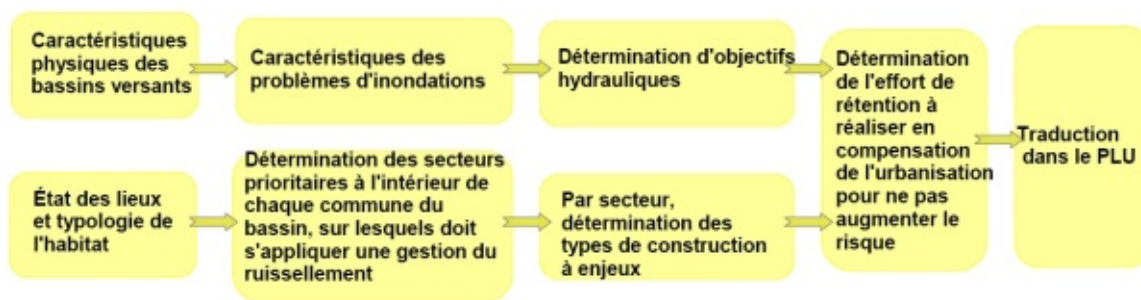 Caractéristiques
physiques des
bassins versants
Caractéristiques des
problèmes d'inondations
Détermination d'objectifs
hydrauliques
État des lieux
et typologie de
l'habitat
Détermination des secteurs
prioritaires à l'intérieur de
chaque commune du
bassin, sur lesquels doit
s'appliquer une gestion du
ruissellement
Par secteur,
détermination des
types de construction
à enjeux
Détermination
de l'effort de
rétention à
réaliser en
compensation
de l'urbanisation
pour ne pas
augmenter le
risque
Traduction
dans le PLU